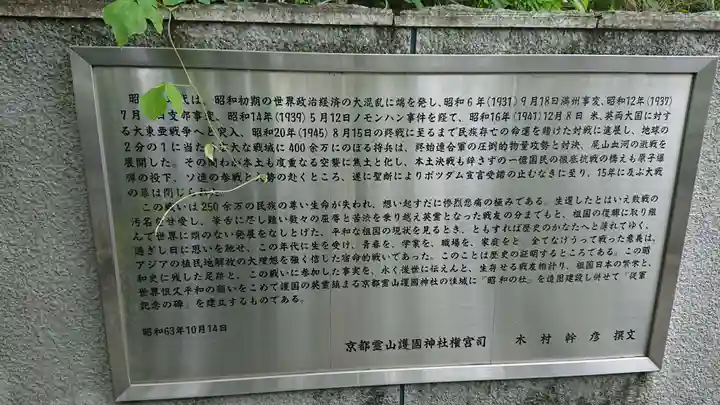 昭 民は、昭和初期の世界政治経済の大混乱に端を発し、昭和6年(1931)9月18日満州事変、昭和12年(1937)
7月 日支那事変、昭和14年(1939)5月12日ノモンハン事件を経て、昭和16年(1941)12月8日 米、英両大国に対す
る大東亜戦争へと突入、昭和20年(1945)8月15日の終戦に至るまで民族存亡の命運を賭けた対戦に進展し、地球の
2分の1に当たる広大な戦域に400余万にのぼる将兵は、終始連合軍の圧倒的物量攻勢と対決、屍山血河の激戦を
展開した。その間わが本土も度重なる空襲に焦土と化し、本土決戦も辞さずの一億国民の徹底抗戦の構えも原子爆
弾の投下、ソ連の参戦と大勢の赴くところ、遂に聖断によりポツダム宣言受諾の止むなきに至り、15年に及ぶ大戦
の幕は閉じられた。
この戦いは250余万の民族の尊い生命が失われ、想い起すだに惨烈悲痛の極みである。生還したとはいえ敗戦の
汚名に甘受し、筆舌に尽し難い数々の屈辱と苦渋を乗り越え英霊となった戦友の分までもと、祖国の復興に取り組
んで世界に類のない発展をなしとげた。平和な祖国の現状を見るとき、ともすれば歴史のかなたへと薄れてゆく、
過ぎし日に思いを馳せ、この年代に生を受け、青春を、学業を、職場を、家庭をと 全てなげうって戦った意義は、
アジアの植民地解放の大理想を強く信じた宿命的戦いであった。このことは歴史の証明するところである。この昭
和史に残した足跡と、この戦いに参加した事実を、永く後世に伝えんと、生存せる戦友相計り、祖国日本の繁栄と、
世界恒久平和の願いをこめて護国の英霊鎮まる京都霊山護國神社の佳域に「昭和の杜」を造園建設し併せて「従軍
記念の碑」を建立するものである。
昭和63年10月14日
京都霊山護國神社権宮司 木村幹彦 撰文